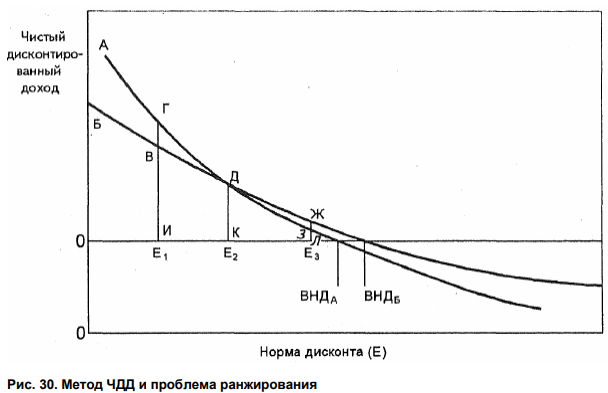 Чистый
дисконтиро-
ванный
доход
А
Г
Б
В
Д
Ж
З
Л
И
К
0
Е1
Е2
Е3
ВНДА
ВНДБ
0
Норма дисконта (Е)
Рис. 30. Метод ЧДД и проблема ранжирования